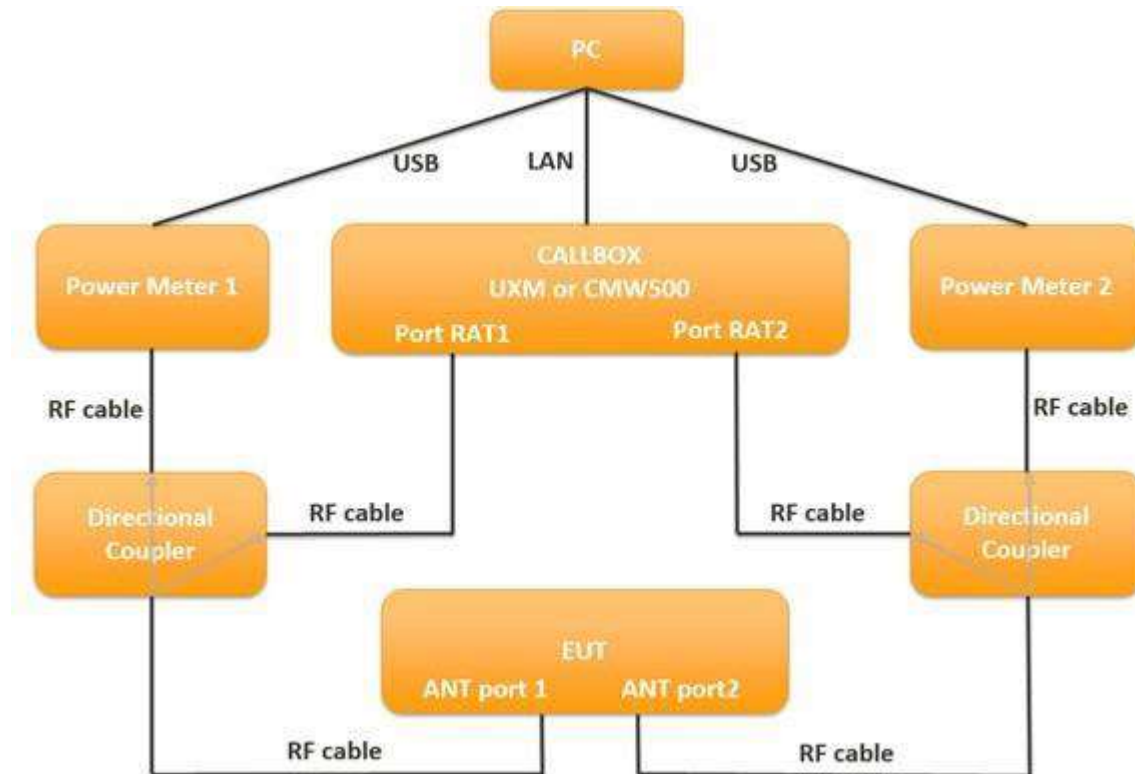 PC
USB
LAN
USB
Power Meter 1
CALLBOX
UXM or CMW500
Port RAT1
Port RAT2
Power Meter 2
RF cable
RF cable
Directional
Coupler
RF cable
RF cable
Directional
Coupler
EUT
ANT port 1
ANT port2
RF cable
RF cable